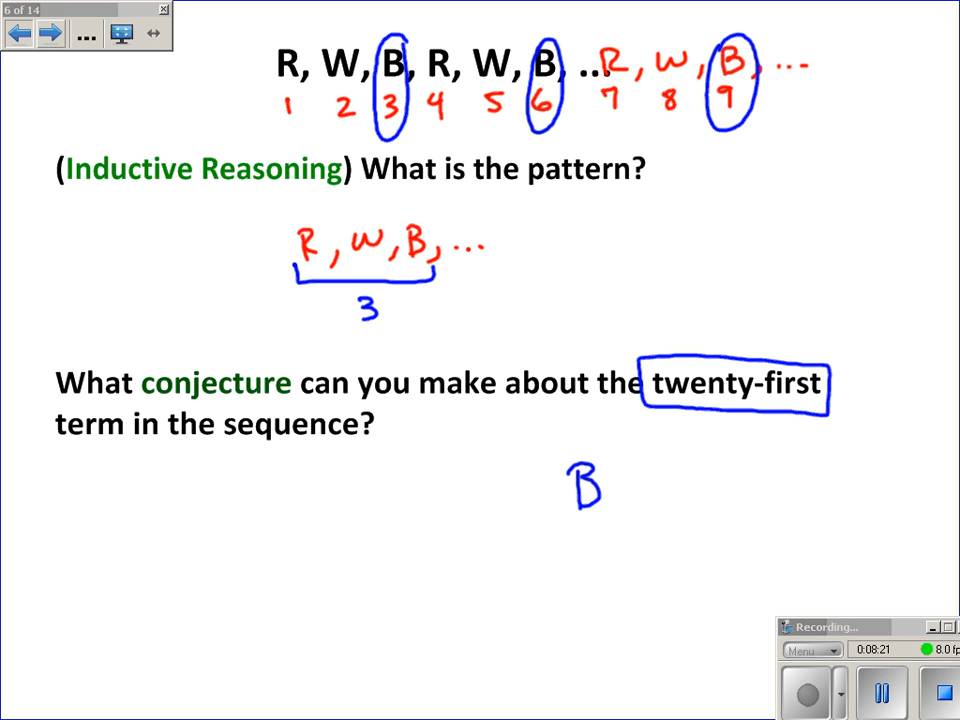 6 of 14
...
R, W, B, R, W, B, ... R, W, B, ...
1 2 3 4 5 6 7 8 9
(Inductive Reasoning) What is the pattern?
R, W, B, ...
3
What conjecture can you make about the twenty-first
term in the sequence?
B
Recording...
Menu 0:08:21 8.0 fp